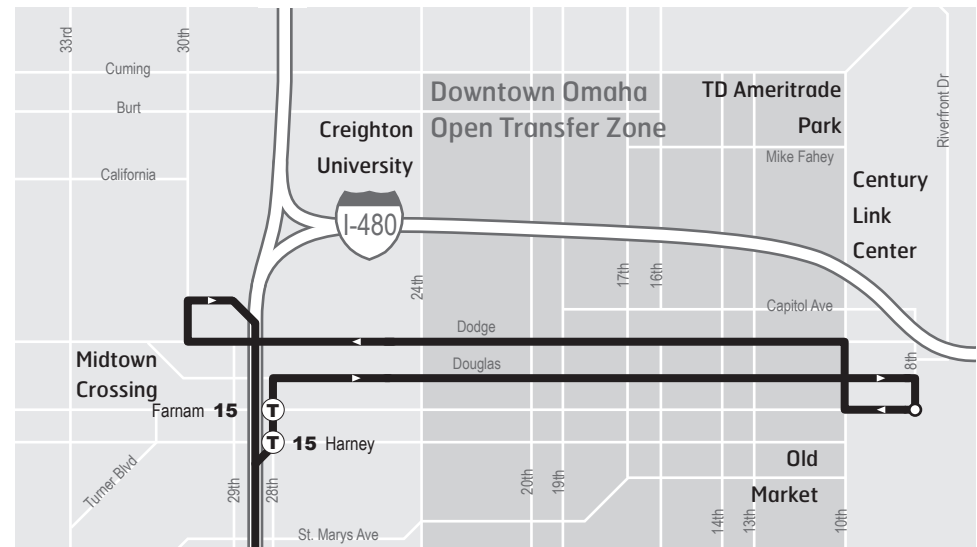 33rd
30th
Cuming
Burt
California
Creighton
University
I-480
Downtown Omaha
Open Transfer Zone
TD Ameritrade
Park
Mike Fahey
Riverfront Dr
Century
Link
Center
24th
17th
16th
Capitol Ave
8th
Dodge
Douglas
Midtown
Crossing
Farnam 15 T
T 15 Harney
Turner Blvd
29th
28th
St. Marys Ave
20th
19th
Old
Market
14th
13th
10th